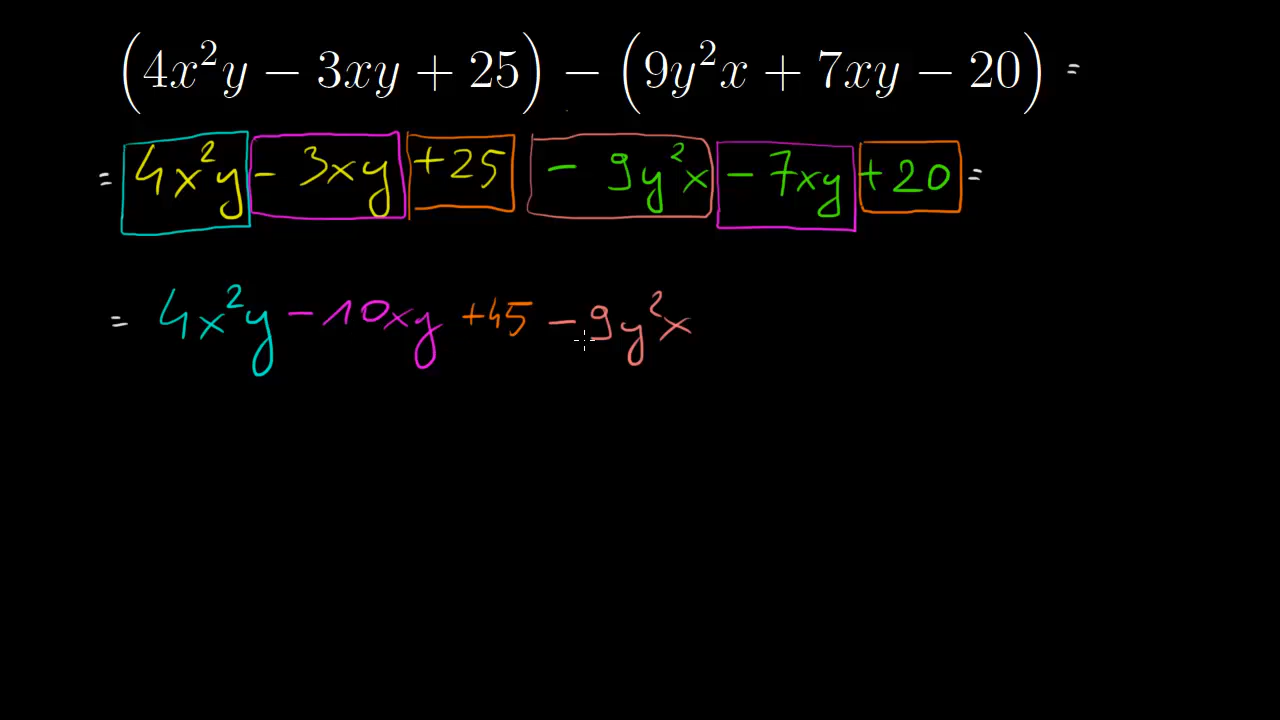 (4x²y − 3xy + 25) − (9y²x + 7xy − 20) =
= 4x²y − 3xy +25 − 9y²x − 7xy +20 =
= 4x²y − 10xy +45 − 9y²x